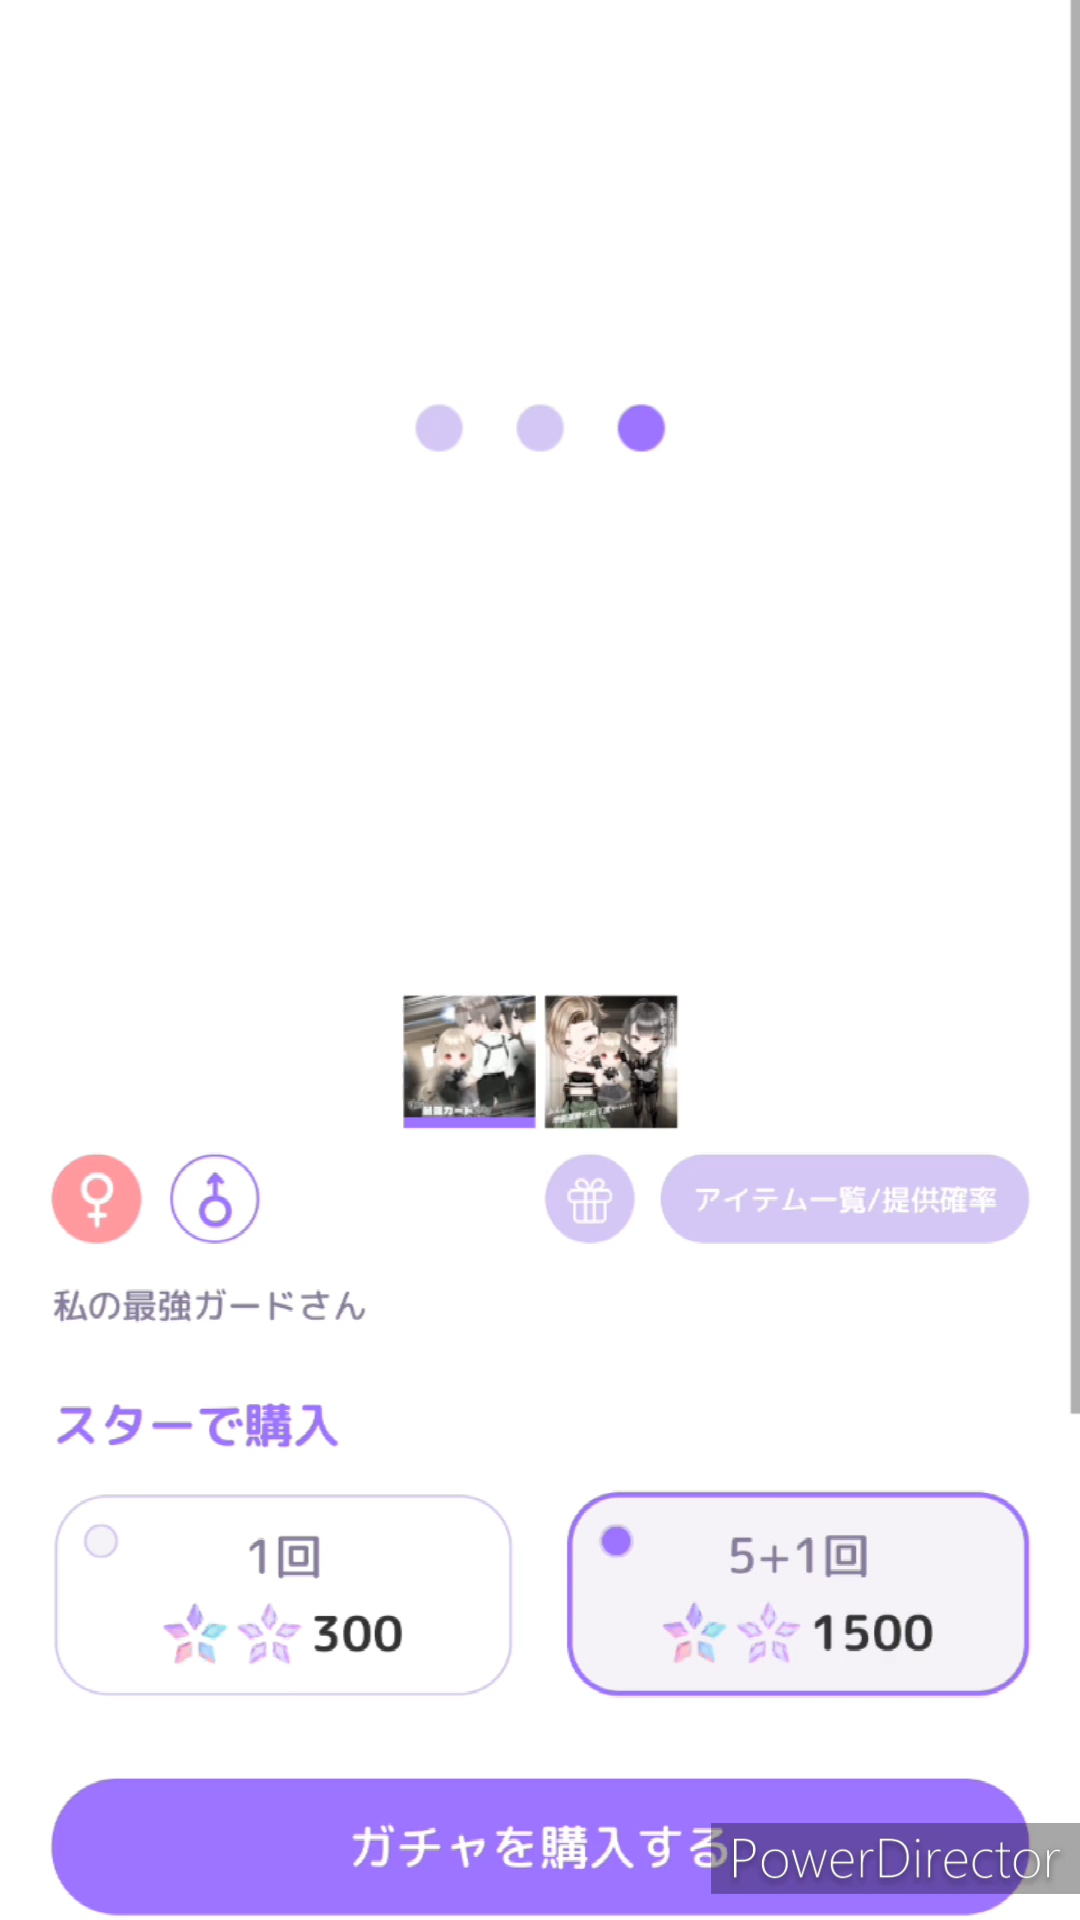 アイテム一覧/提供確率
私の最強ガードさん
スターで購入
1回
300
5+1回
1500
ガチャを購入する
PowerDirector